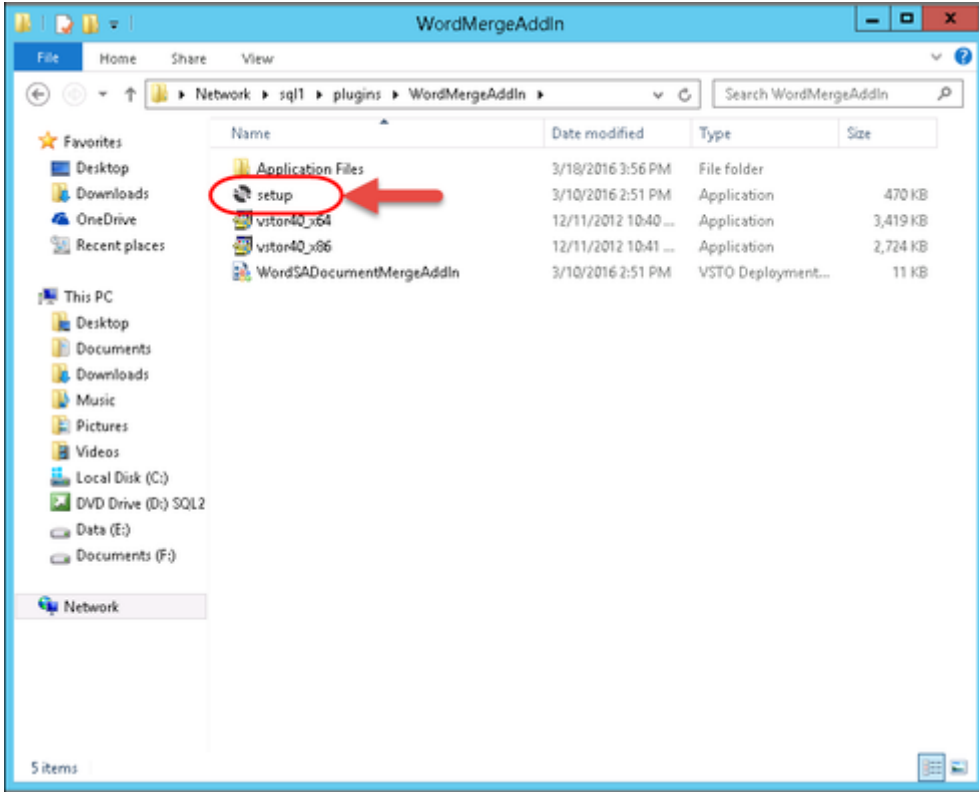 WordMergeAddIn
File Home Share View
Network sql1 plugins WordMergeAddIn Search WordMergeAddIn
Name Date modified Type Size
Favorites
Desktop
Downloads
OneDrive
Recent places
This PC
Desktop
Documents
Downloads
Music
Pictures
Videos
Local Disk (C:)
DVD Drive (D:) SQL2
Data (E:)
Documents (F:)
Network
Application Files 3/18/2016 3:56 PM File folder
setup 3/10/2016 2:51 PM Application 470 KB
vstor40_x64 12/11/2012 10:40 ... Application 3,419 KB
vstor40_x86 12/11/2012 10:41 ... Application 2,724 KB
WordSADocumentMergeAddIn 3/10/2016 2:51 PM VSTO Deployment... 11 KB
5 items